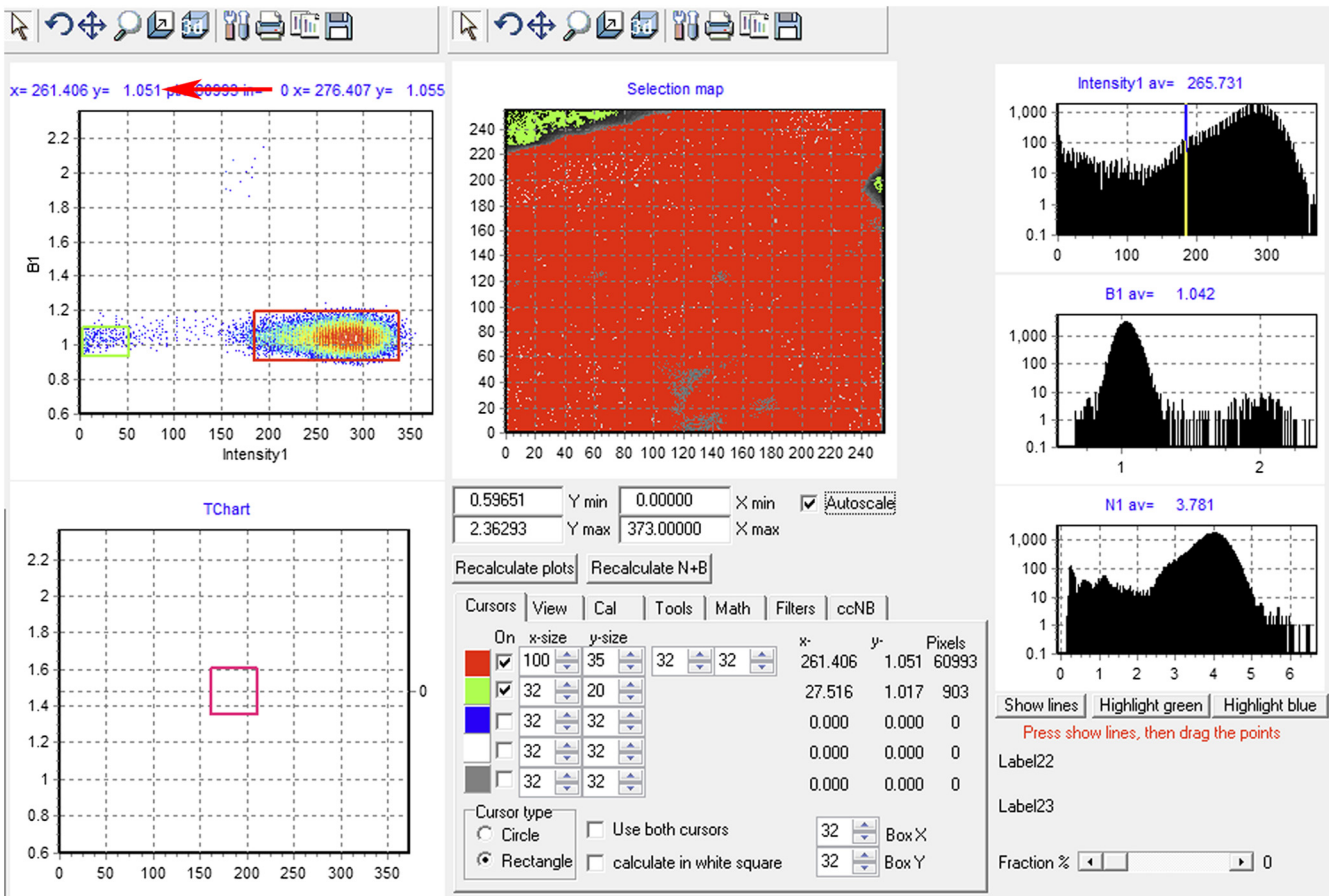 3d
3d
x= 261.406 y= 1.051 in= 0 x= 276.407 y= 1.055
2.2
2
1.8
1.6
B1
1.4
1.2
1
0.8
0.6
0 50 100 150 200 250 300 350
Intensity1
Selection map
240
220
200
180
160
140
120
100
80
60
40
20
0
0 20 40 60 80 100 120 140 160 180 200 220 240
Intensity1 av= 265.731
1,000
100
10
1
0.1
0 100 200 300
B1 av= 1.042
1,000
100
10
1
0.1
1 2
N1 av= 3.781
1,000
100
10
1
0.1
0 1 2 3 4 5 6
TChart
2.2
2
1.8
1.6
1.4
1.2
1
0.8
0.6
0
0 50 100 150 200 250 300 350
0.59651 Y min 0.00000 X min Autoscale
2.36293 Y max 373.00000 X max
Recalculate plots Recalculate N+B
Cursors View Cal Tools Math Filters ccNB
On x-size y-size x- y- Pixels
100 35 32 32 261.406 1.051 60993
32 20 27.516 1.017 903
32 32 0.000 0.000 0
32 32 0.000 0.000 0
32 32 0.000 0.000 0
Cursor type
Circle
Rectangle
Use both cursors
calculate in white square
32 Box X
32 Box Y
Show lines Highlight green Highlight blue
Press show lines, then drag the points
Label22
Label23
Fraction % 0